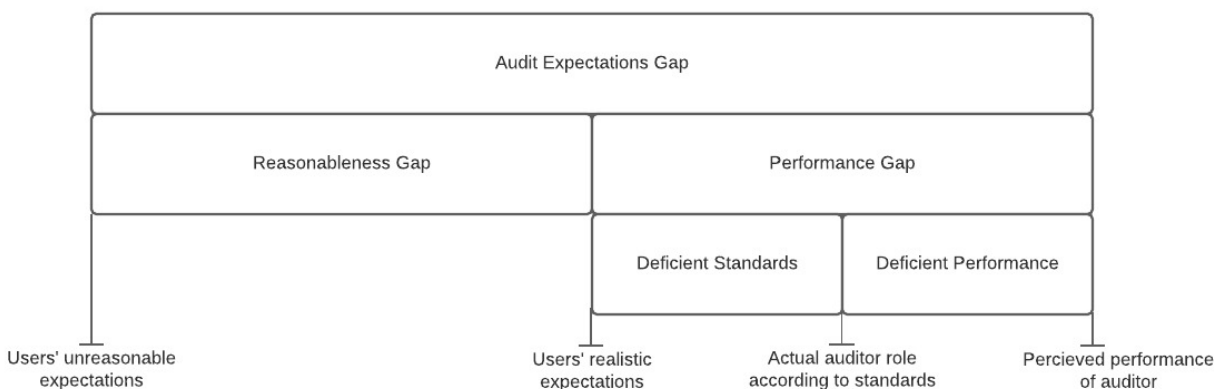 Audit Expectations Gap
Reasonableness Gap
Performance Gap
Deficient Standards
Deficient Performance
Users' unreasonable
expectations
Users' realistic
expectations
Actual auditor role
according to standards
Percieved performance
of auditor